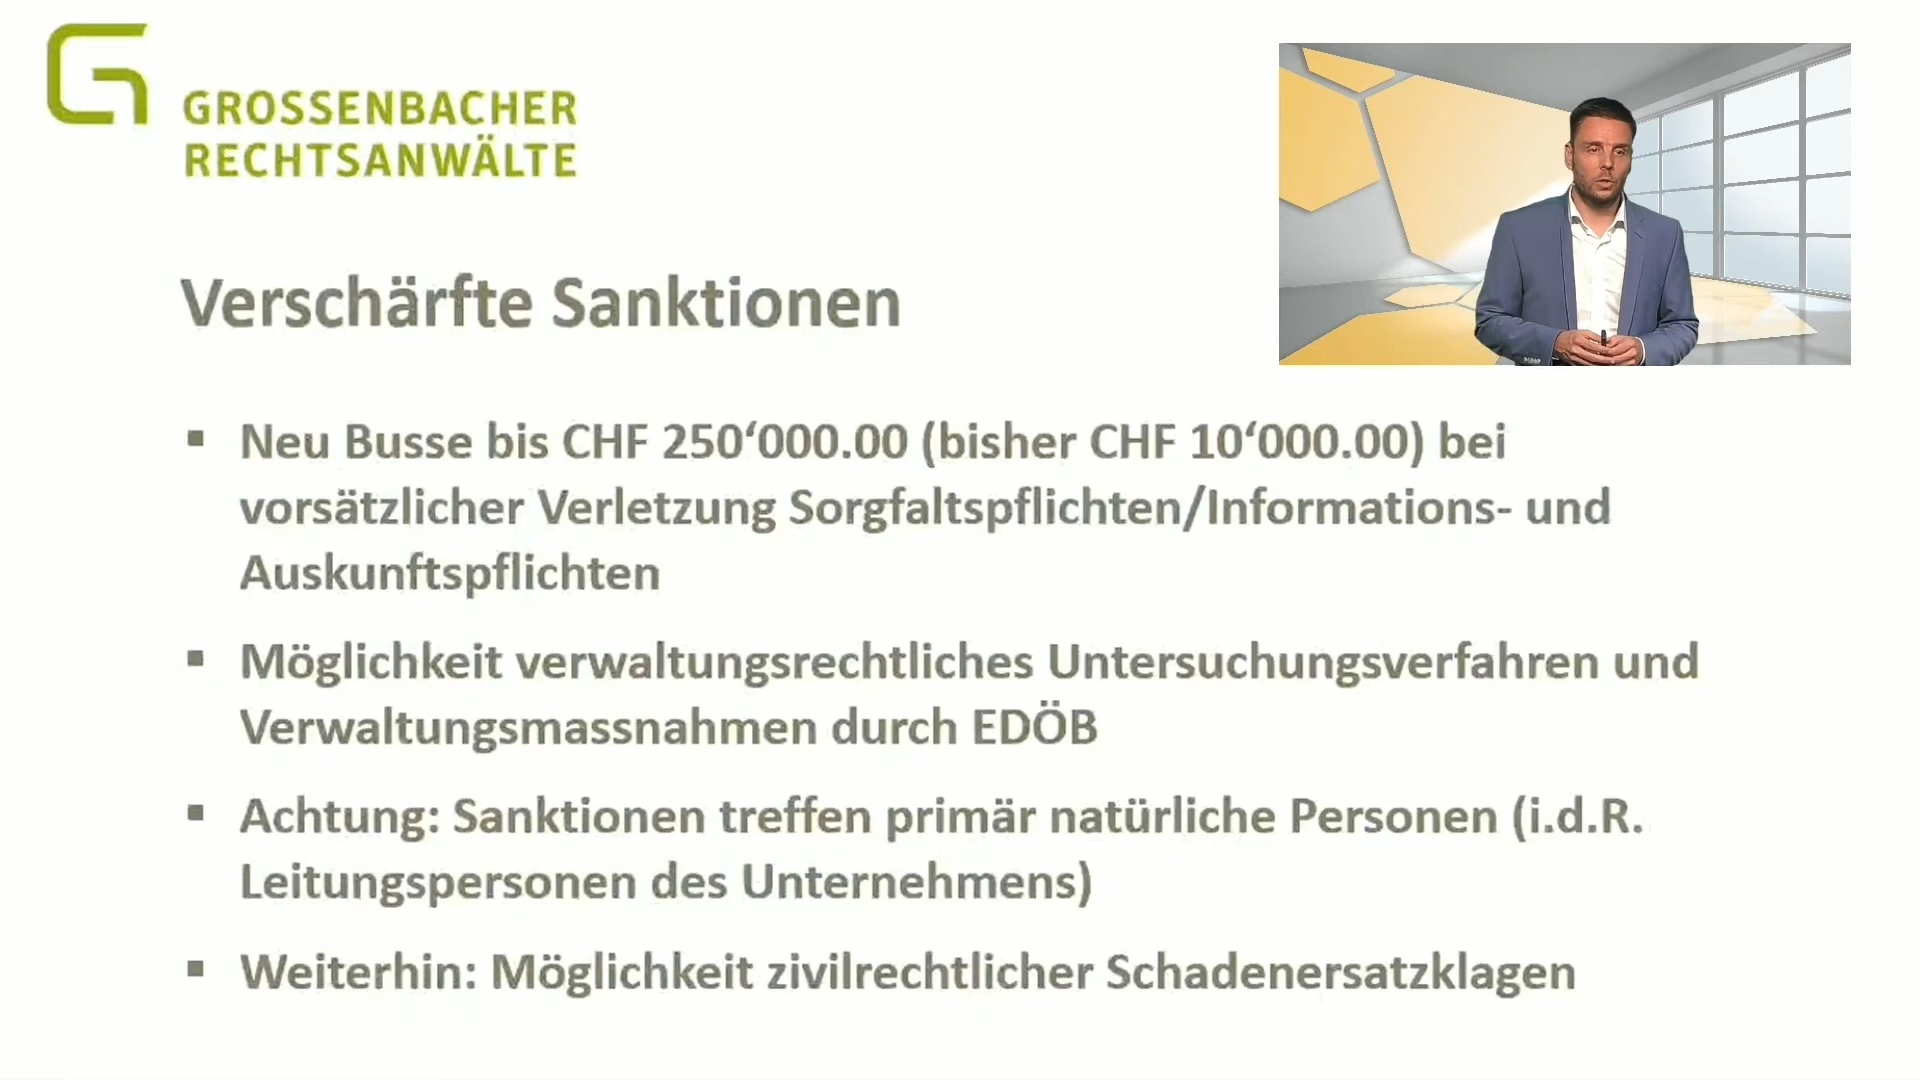 GROSSENBACHER
RECHTSANWÄLTE
Verschärfte Sanktionen
▪ Neu Busse bis CHF 250‘000.00 (bisher CHF 10‘000.00) bei
vorsätzlicher Verletzung Sorgfaltspflichten/Informations- und
Auskunftspflichten
▪ Möglichkeit verwaltungsrechtliches Untersuchungsverfahren und
Verwaltungsmassnahmen durch EDÖB
▪ Achtung: Sanktionen treffen primär natürliche Personen (i.d.R.
Leitungspersonen des Unternehmens)
▪ Weiterhin: Möglichkeit zivilrechtlicher Schadenersatzklagen